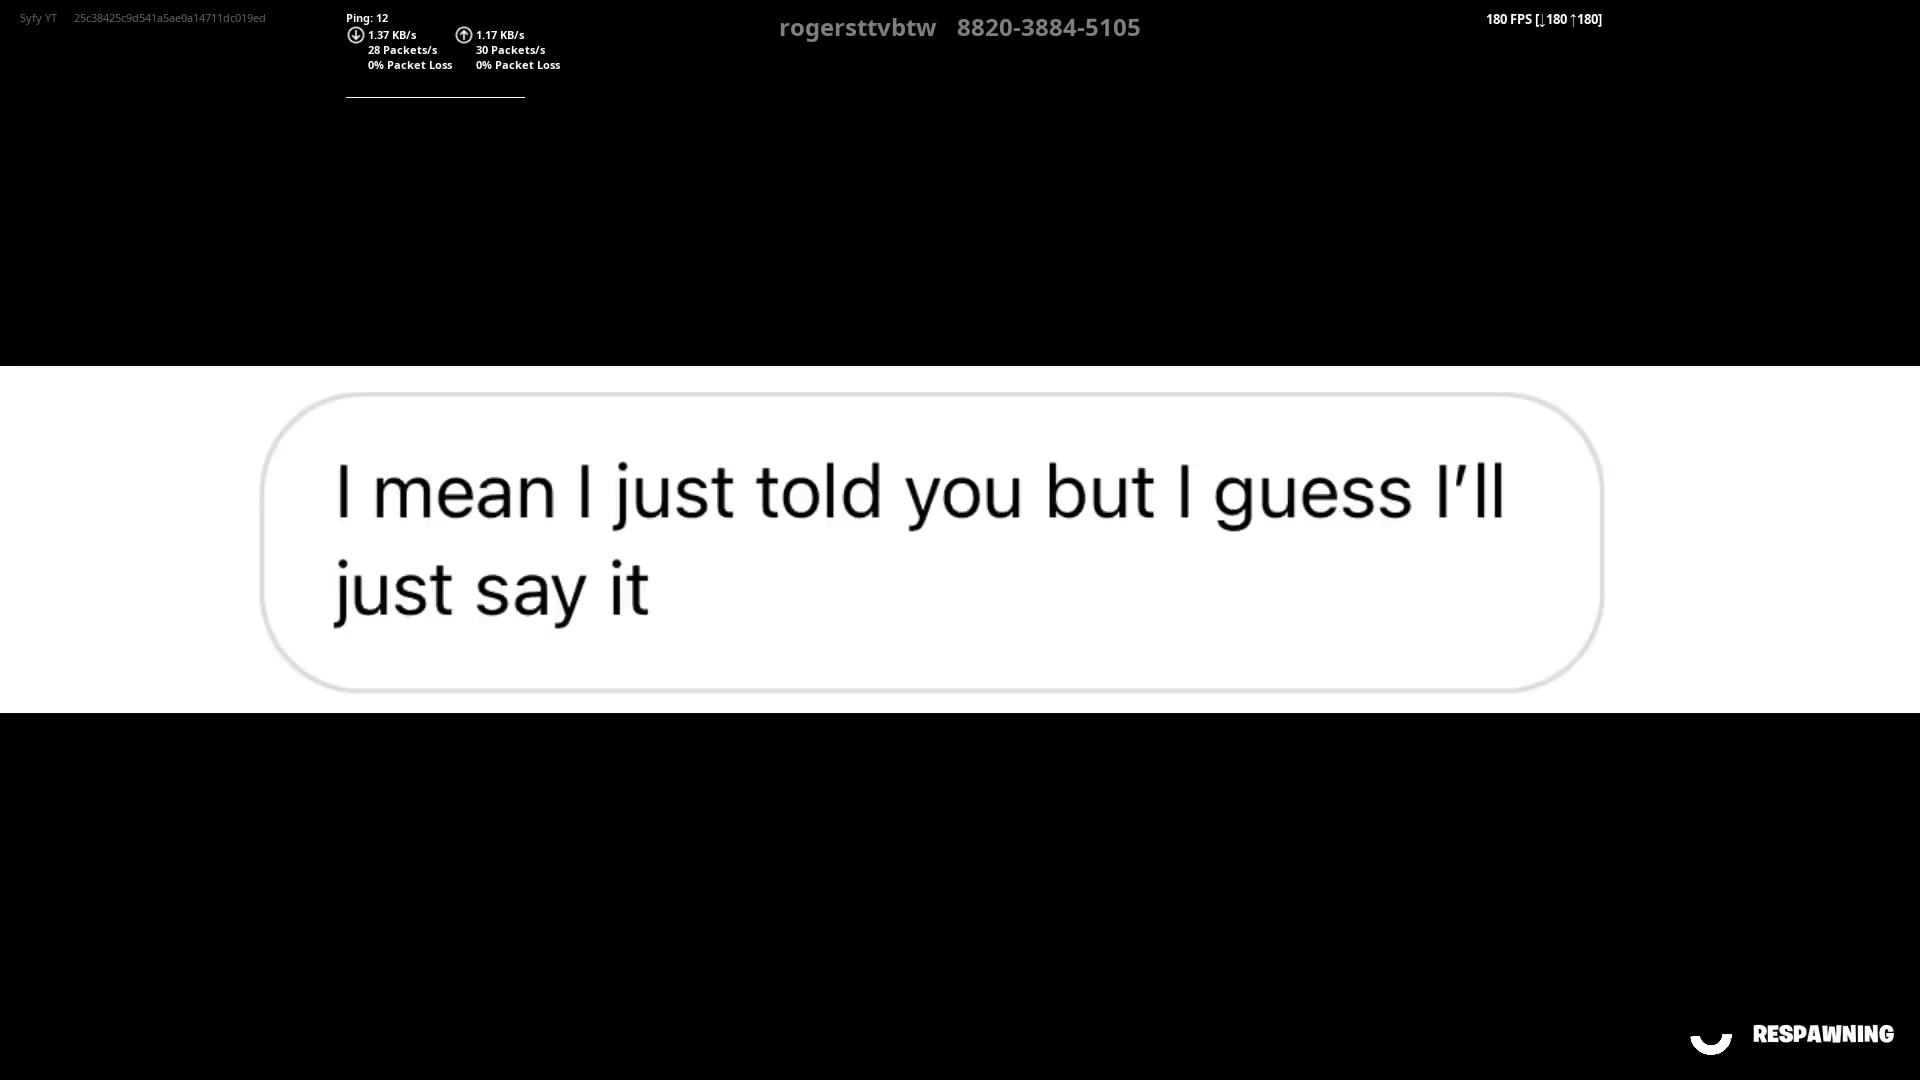 Syfy YT 25c38425c9d541a5ae0a14711dc019ed
Ping: 12
1.37 KB/s 1.17 KB/s
28 Packets/s 30 Packets/s
0% Packet Loss 0% Packet Loss
rogersttvbtw 8820-3884-5105
180 FPS [↓180 ↑180]
I mean I just told you but I guess I’ll
just say it
RESPAWNING